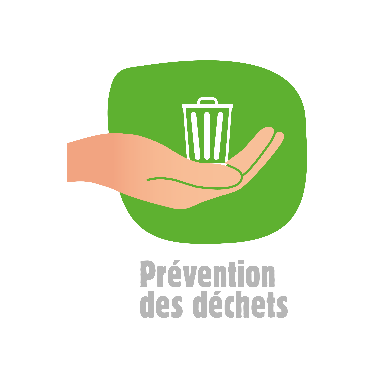 Prévention
des déchets